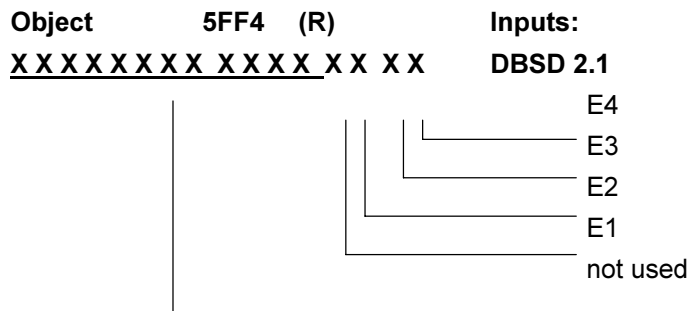 Object 5FF4 (R) Inputs:
X X X X X X X X X X X X X X X X DBSD 2.1
E4
E3
E2
E1
not used